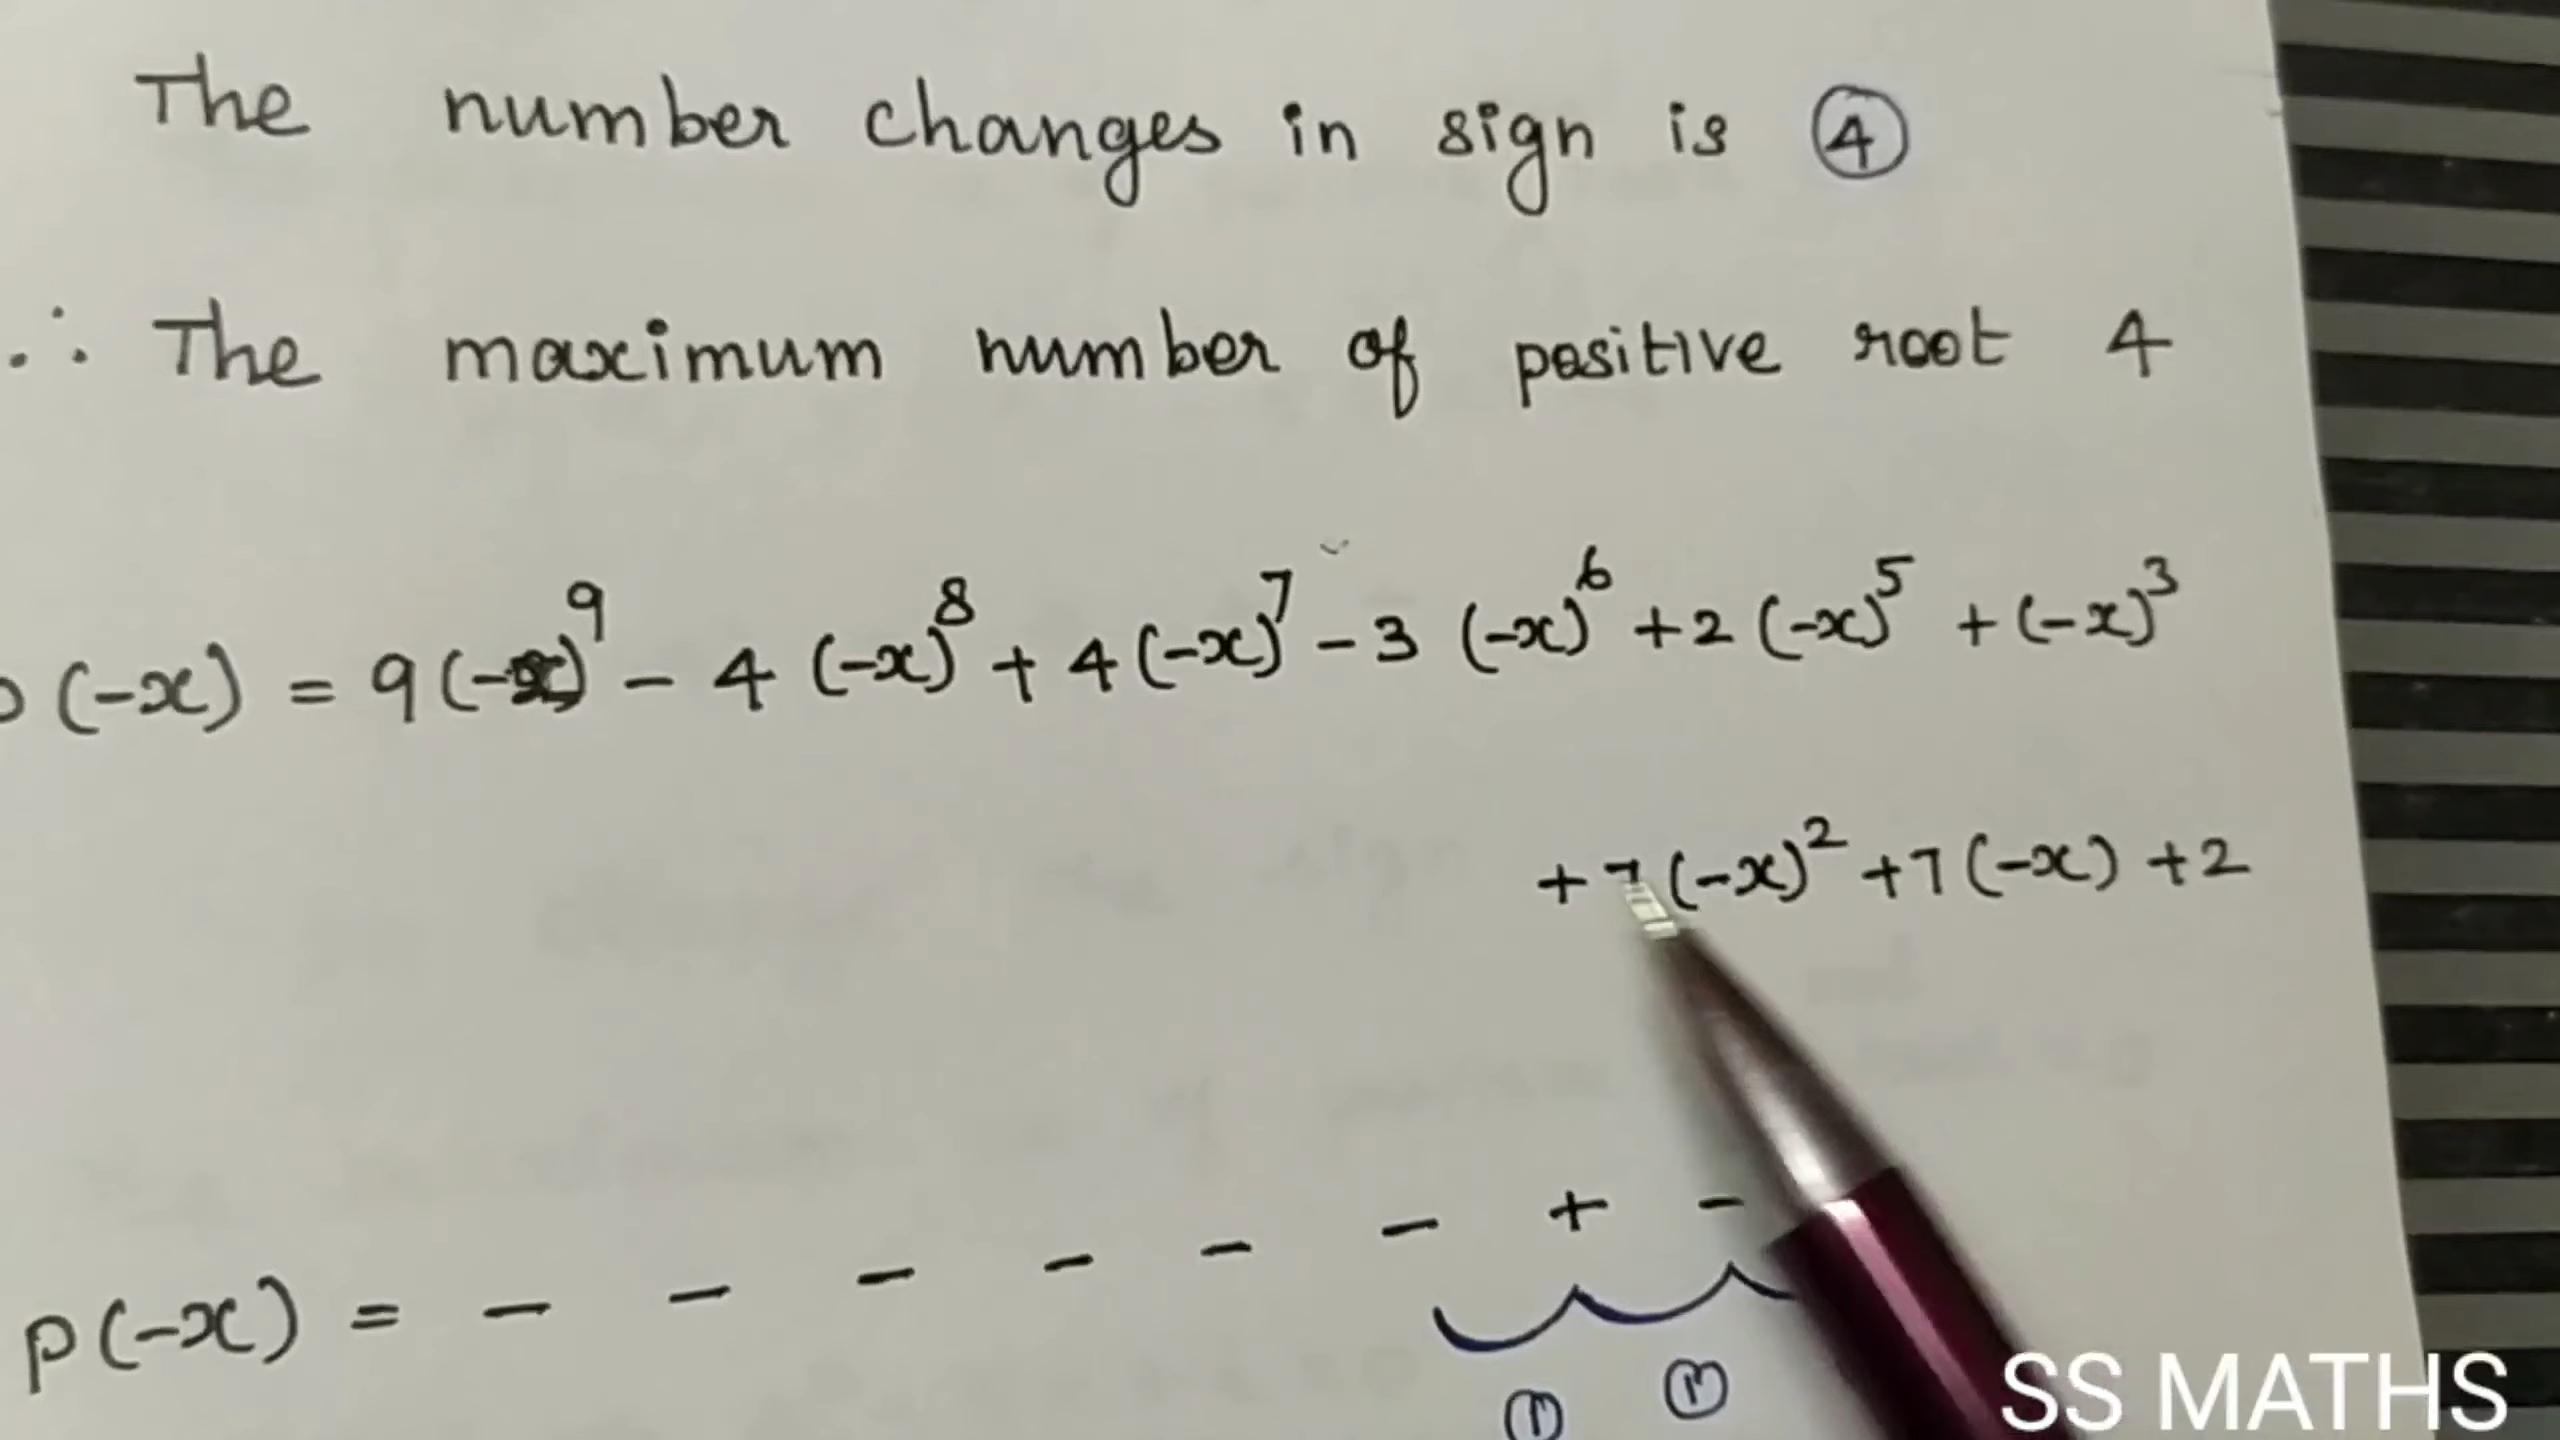 The number changes in sign is ④
∴ The maximum number of positive root 4
(-x) = 9(-x)⁹ - 4(-x)⁸ + 4(-x)⁷ - 3(-x)⁶ + 2(-x)⁵ + (-x)³
+ 7(-x)² + 7(-x) + 2
p(-x) = - - - - - - + -
① ①
SS MATHS